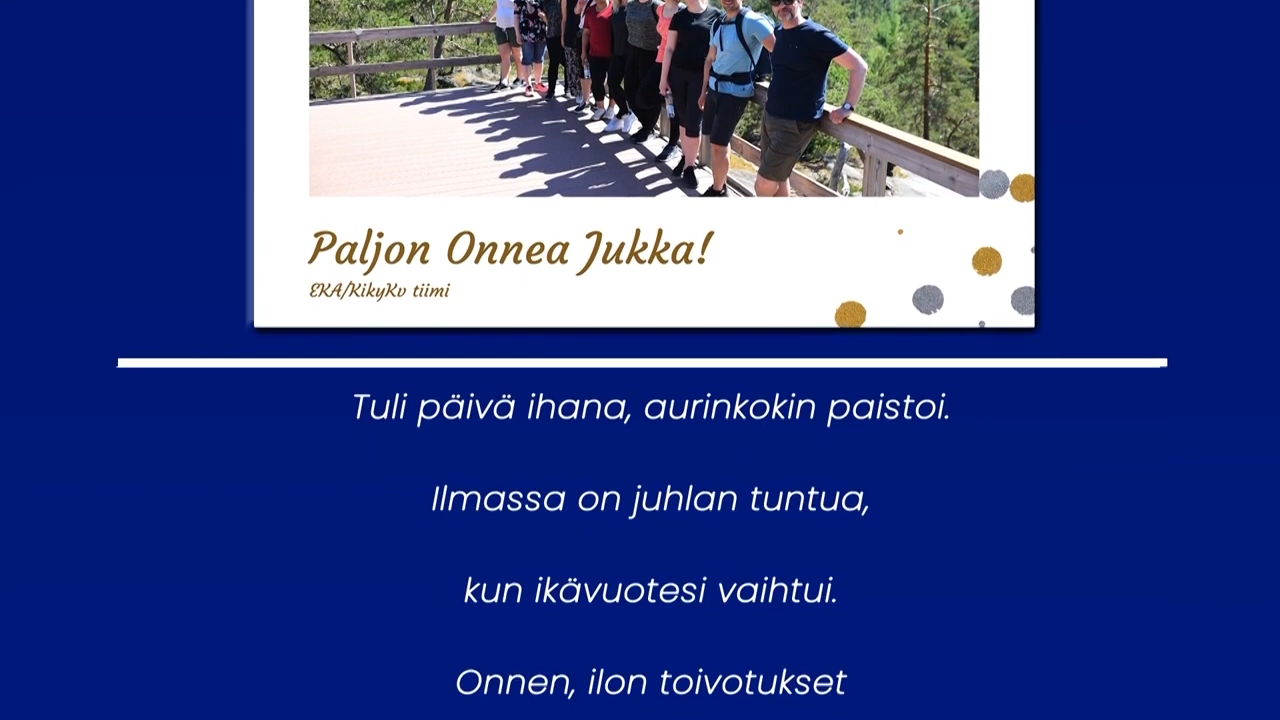 Paljon Onnea Jukka!
EKA/KikyKv tiimi
Tuli päivä ihana, aurinkokin paistoi.
Ilmassa on juhlan tuntua,
kun ikävuotesi vaihtui.
Onnen, ilon toivotukset